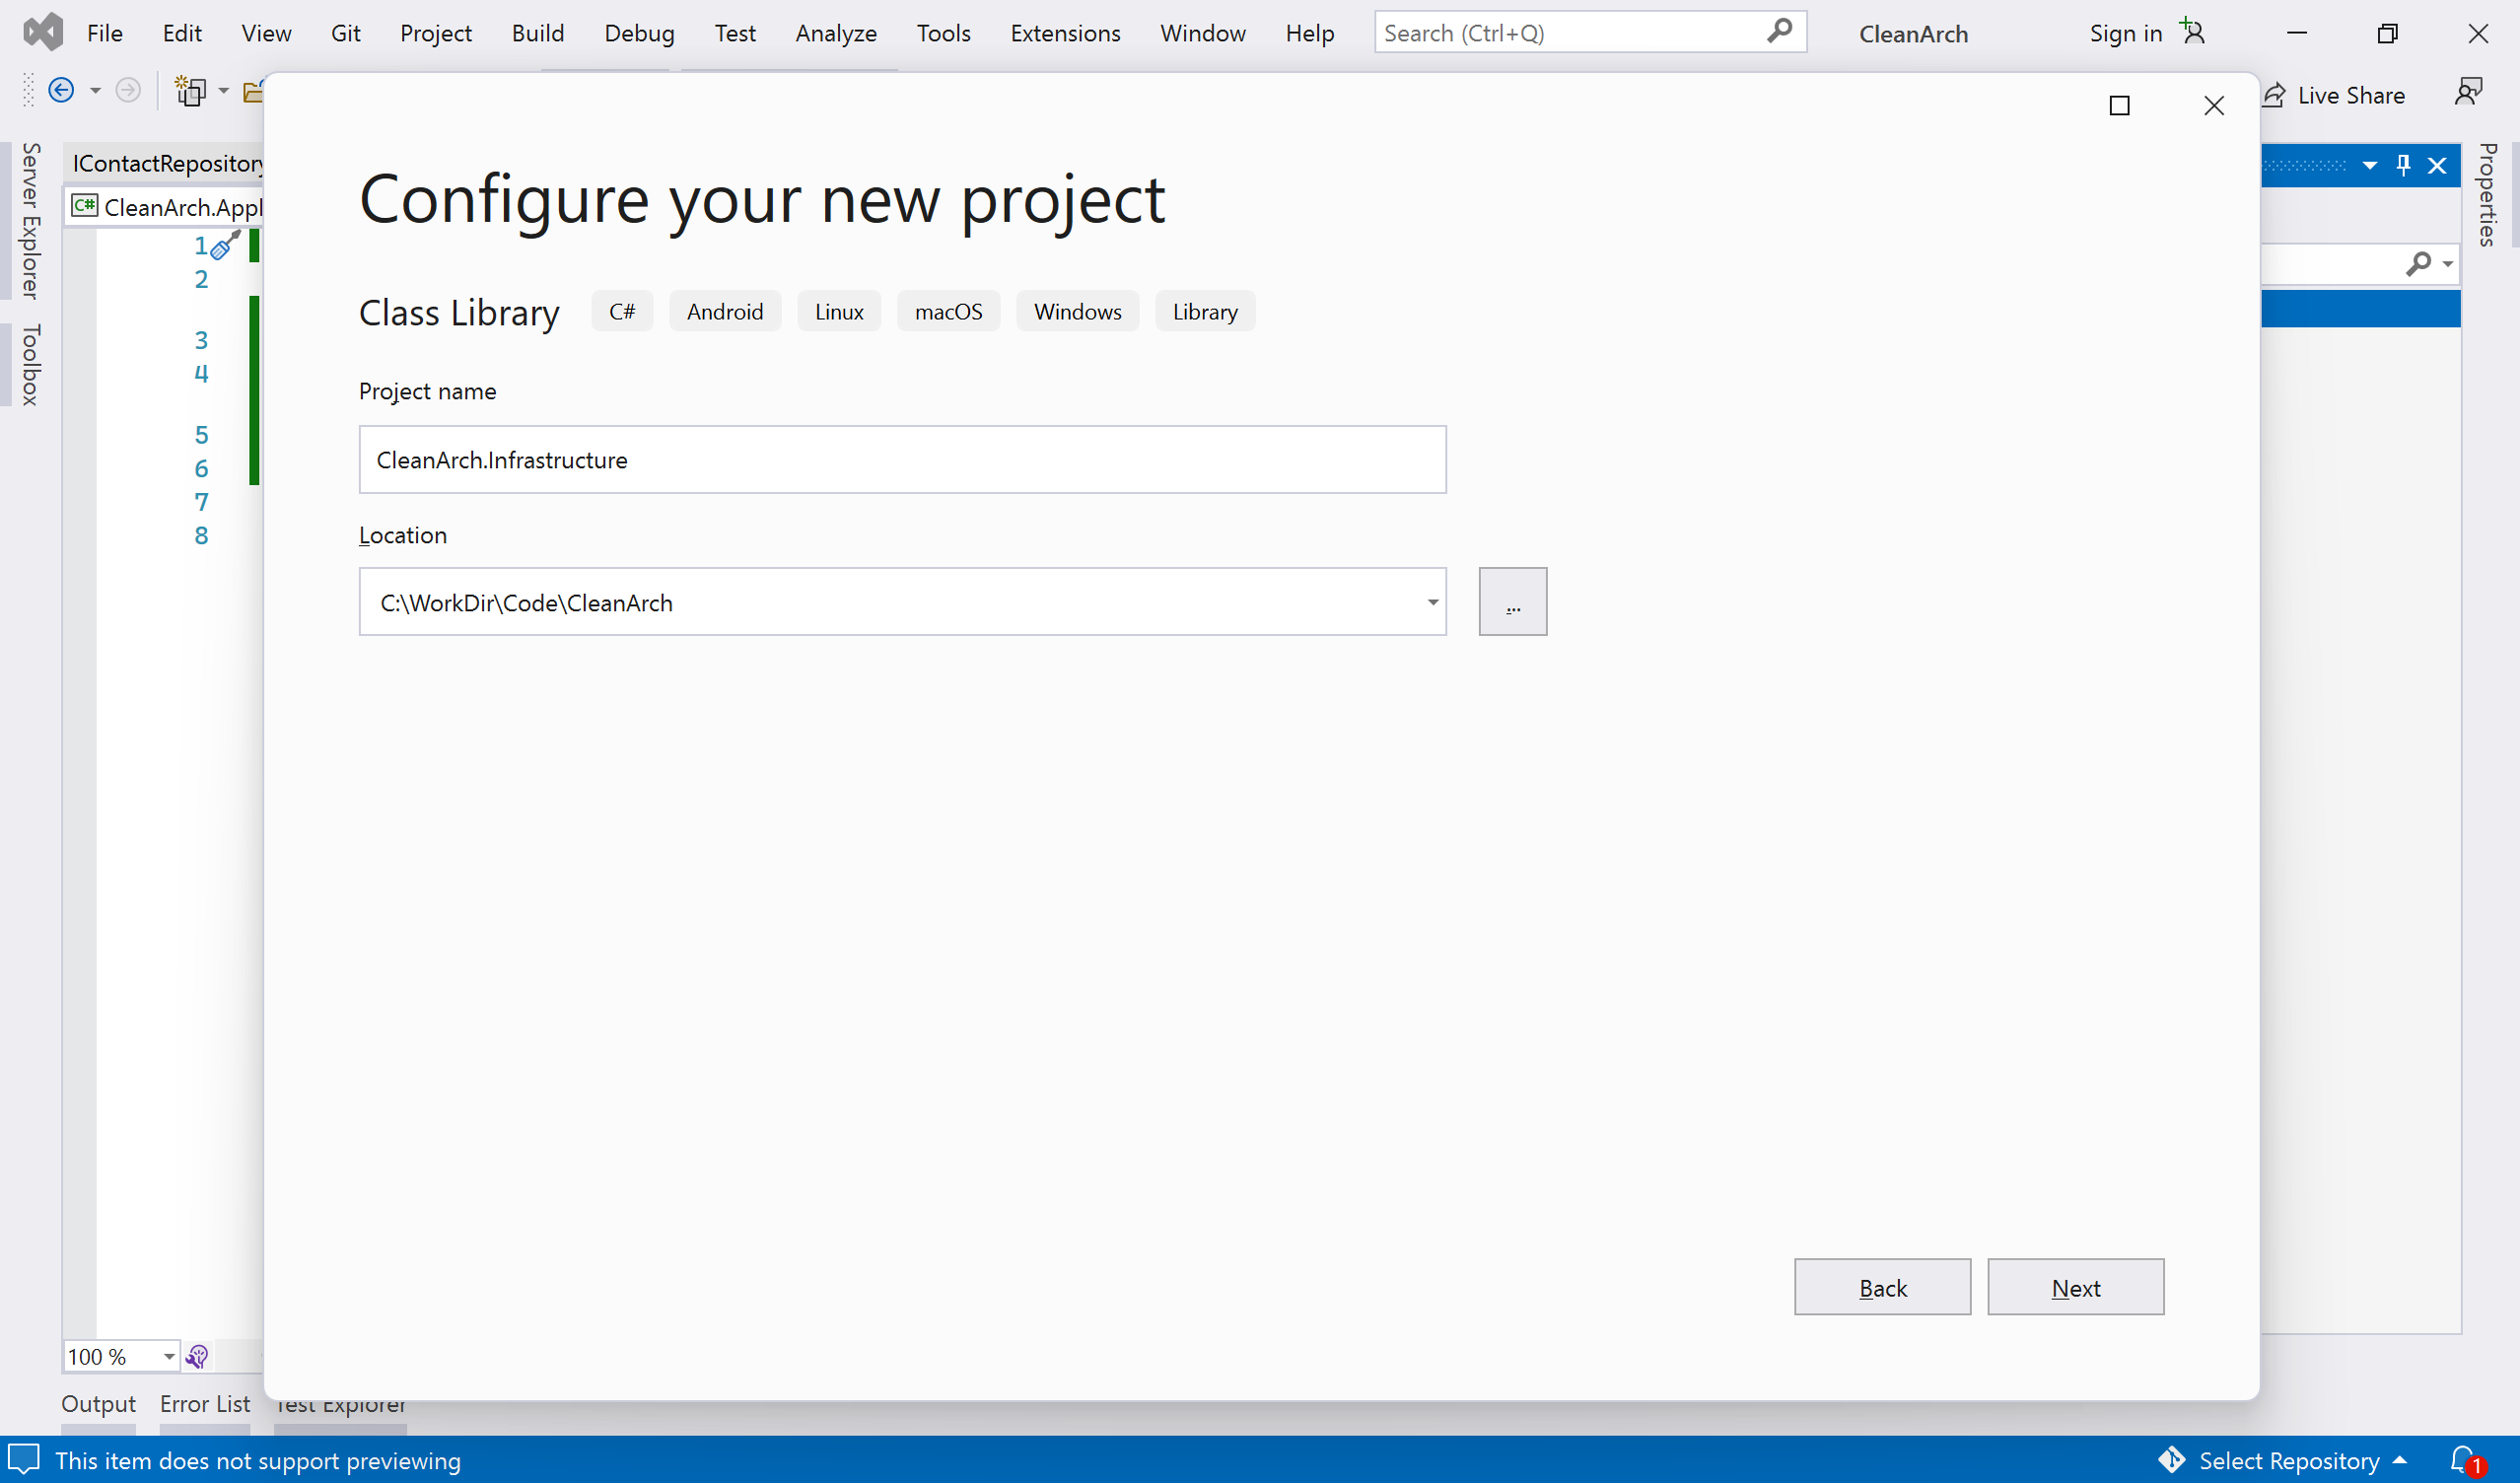 File Edit View Git Project Build Debug Test Analyze Tools Extensions Window Help Search (Ctrl+Q) CleanArch Sign in
Live Share
Server Explorer
Toolbox
IContactRepository
CleanArch.Appl
1
2
3
4
5
6
7
8
Configure your new project
Class Library C# Android Linux macOS Windows Library
Project name
CleanArch.Infrastructure
Location
C:\WorkDir\Code\CleanArch
...
Back Next
Properties
100 %
Output Error List Test Explorer
This item does not support previewing
Select Repository 1